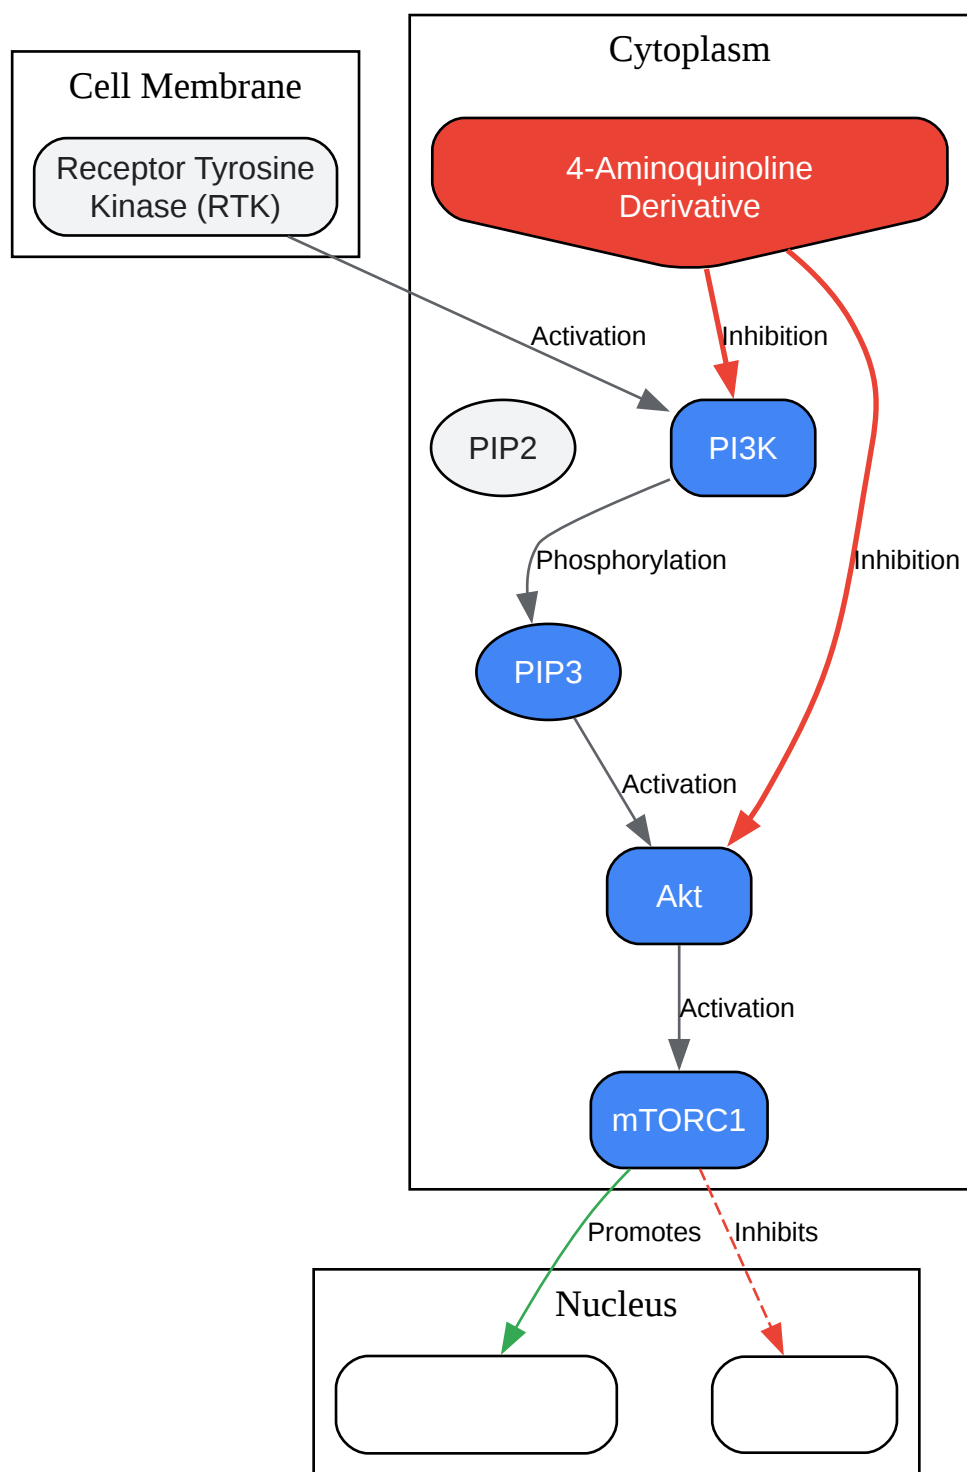 Cytoplasm
Cell Membrane
Receptor Tyrosine
Kinase (RTK)
4-Aminoquinoline
Derivative
Activation
Inhibition
PIP2
PI3K
Phosphorylation
Inhibition
PIP3
Activation
Akt
Activation
mTORC1
Promotes
Inhibits
Nucleus